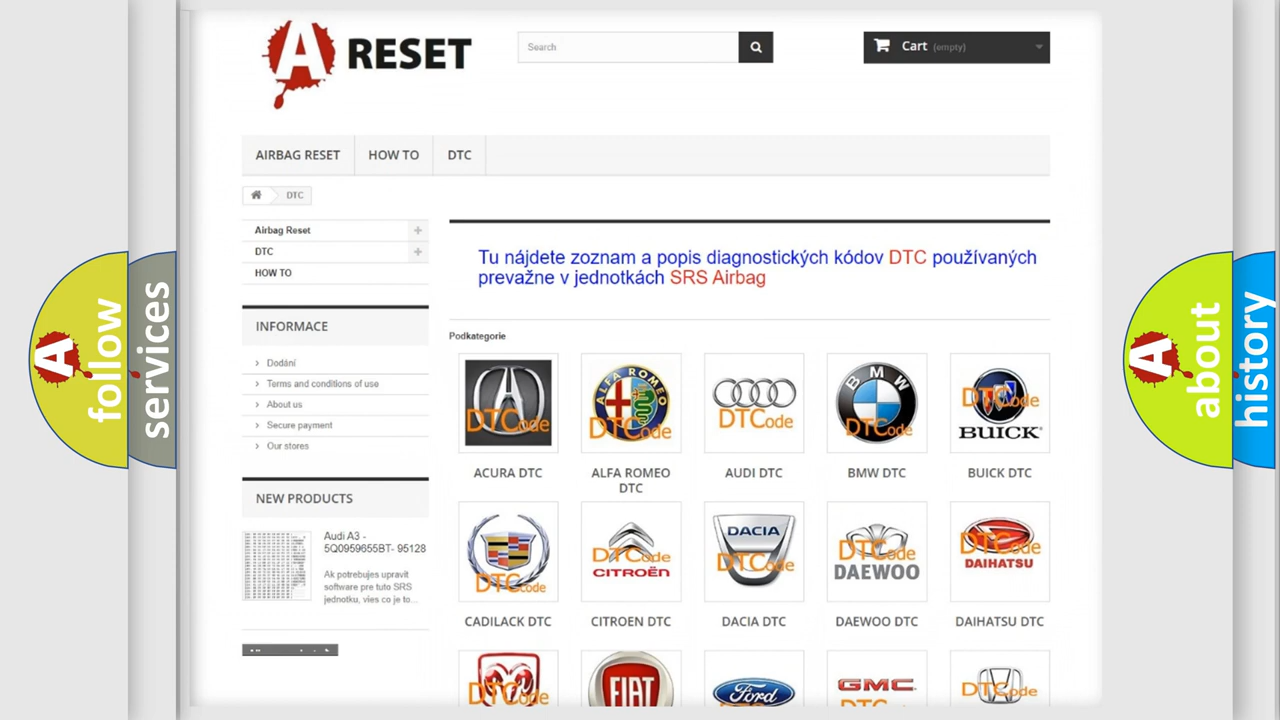 A RESET
Search
Cart (empty)
AIRBAG RESET
HOW TO
DTC
DTC
Airbag Reset
DTC
HOW TO
Tu nájdete zoznam a popis diagnostických kódov DTC používaných
prevažne v jednotkách SRS Airbag
INFORMACE
Dodání
Terms and conditions of use
About us
Secure payment
Our stores
Podkategorie
DTCode
ALFA ROMEO
DTCode
DTCode
BMW
DTCode
DTCode
BUICK
ACURA DTC
ALFA ROMEO
DTC
AUDI DTC
BMW DTC
BUICK DTC
NEW PRODUCTS
Audi A3 -
5Q0959655BT- 95128
Ak potrebujes upravit
software pre tuto SRS
jednotku, vies co je to...
DTCode
DTCode
CITROËN
DACIA
DTCode
DTCode
DAEWOO
DTCode
DAIHATSU
CADILACK DTC
CITROEN DTC
DACIA DTC
DAEWOO DTC
DAIHATSU DTC
DTCode
FIAT
Ford
GMC
DTCode
A
follow
services
A
about
history